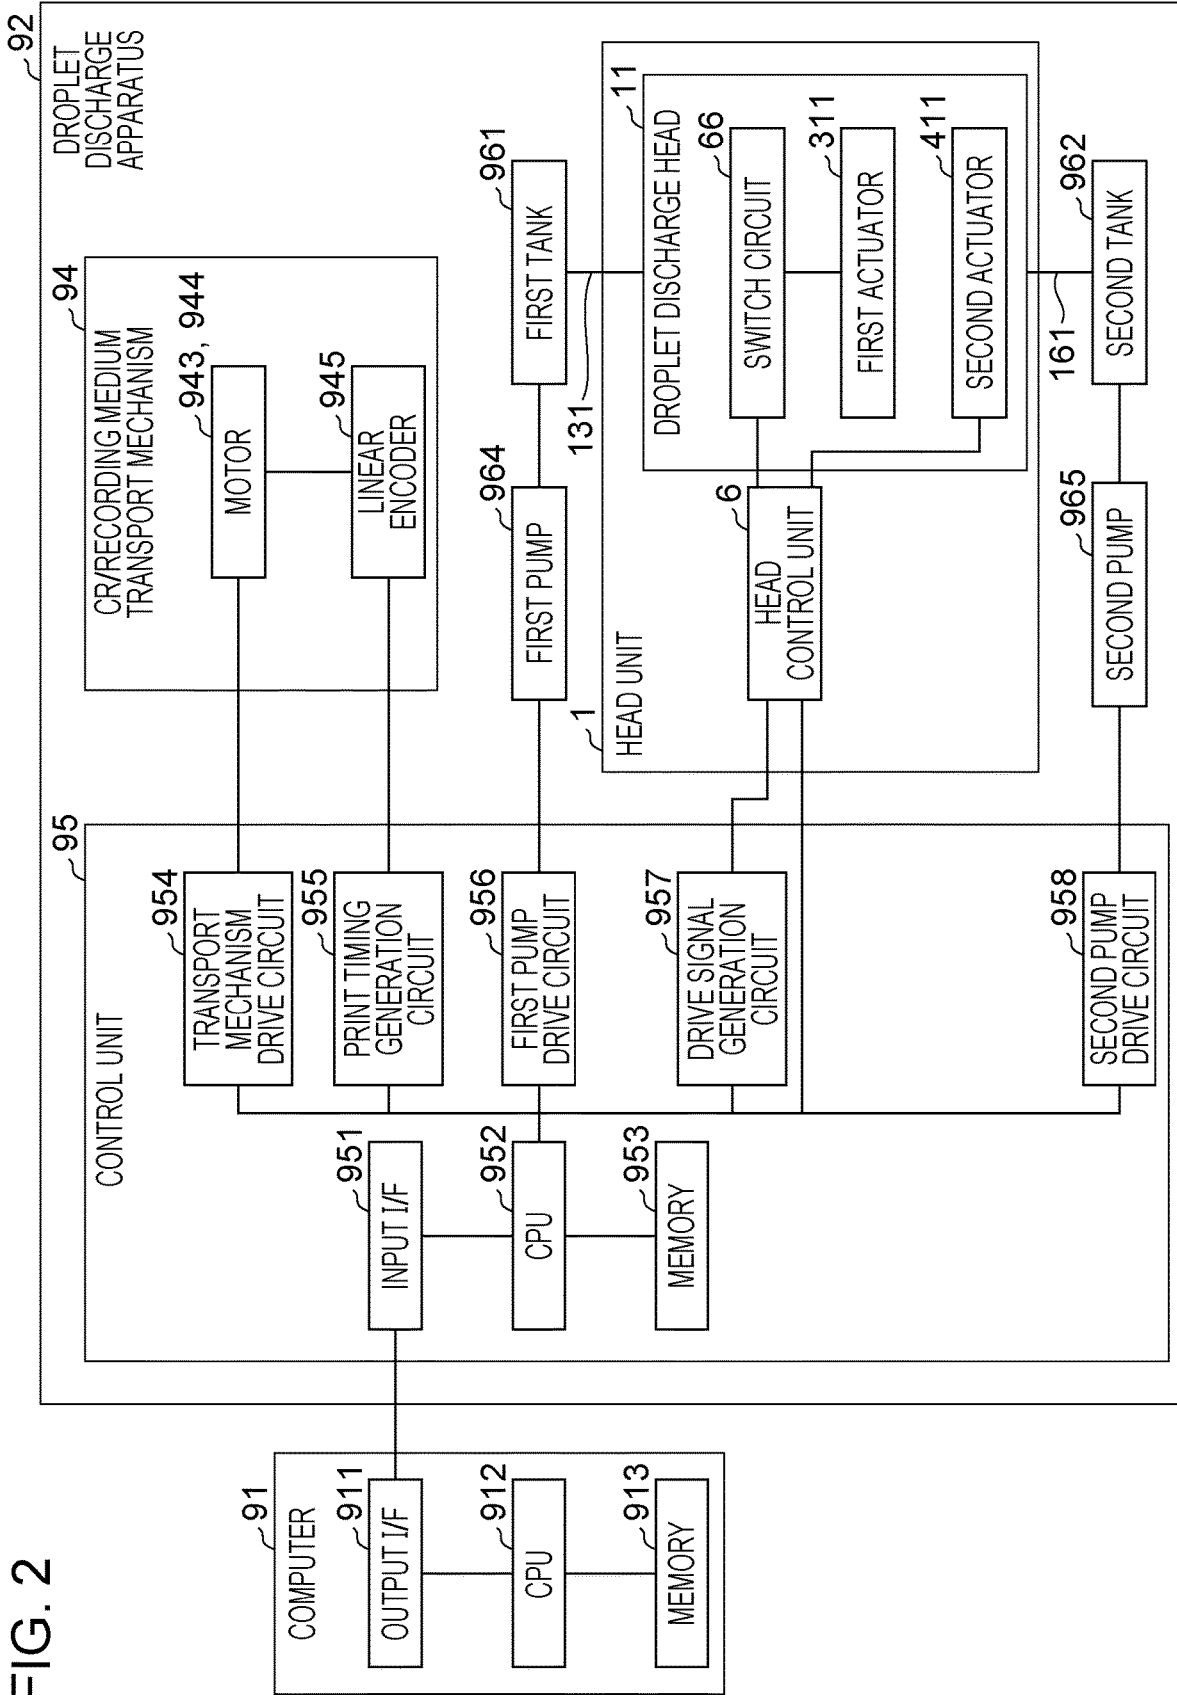 FIG. 2
91
COMPUTER
911
OUTPUT I/F
912
CPU
913
MEMORY
92
DROPLET
DISCHARGE
APPARATUS
95
CONTROL UNIT
951
INPUT I/F
952
CPU
953
MEMORY
954
TRANSPORT
MECHANISM
DRIVE CIRCUIT
955
PRINT TIMING
GENERATION
CIRCUIT
956
FIRST PUMP
DRIVE CIRCUIT
957
DRIVE SIGNAL
GENERATION
CIRCUIT
958
SECOND PUMP
DRIVE CIRCUIT
94
CR/RECORDING MEDIUM
TRANSPORT MECHANISM
943, 944
MOTOR
945
LINEAR
ENCODER
964
FIRST PUMP
961
FIRST TANK
131
1
HEAD UNIT
6
HEAD
CONTROL UNIT
11
DROPLET DISCHARGE HEAD
66
SWITCH CIRCUIT
311
FIRST ACTUATOR
411
SECOND ACTUATOR
161
965
SECOND PUMP
962
SECOND TANK